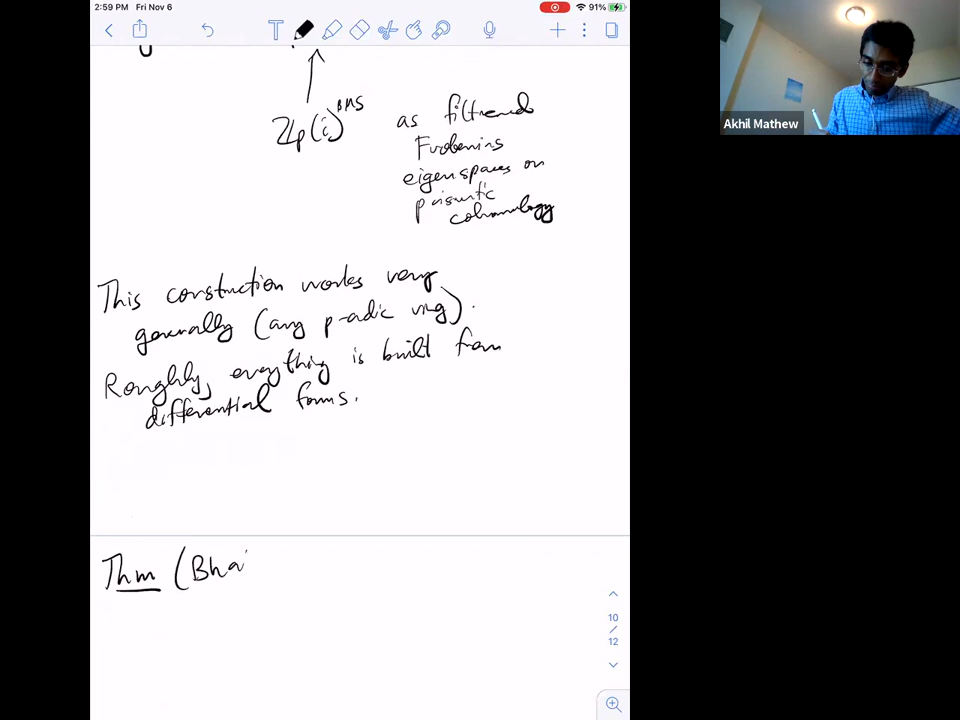 2:59 PM Fri Nov 6
91%
Akhil Mathew
Zp(i)^BMS
as filtered
Frobenius
eigenspaces on
prismatic
cohomology
This construction works very
generally (any p-adic ring).
Roughly, everything is built from
differential forms.
Thm (Bha
10
/
12